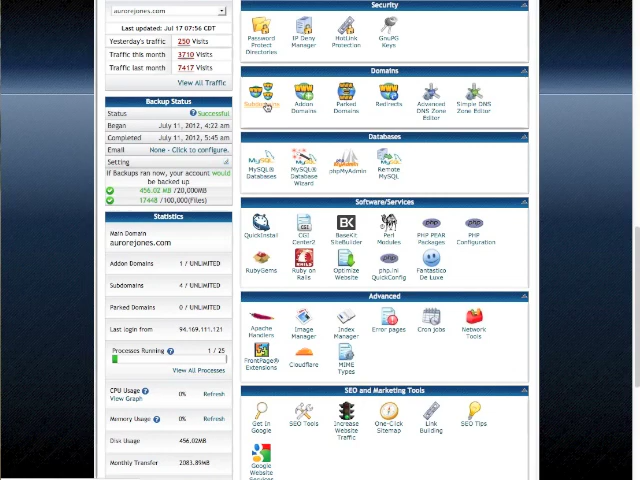 aurorejones.com
Last updated: Jul 17 07:56 CDT
Yesterday's traffic 250 Visits
Traffic this month 3710 Visits
Traffic last month 7417 Visits
View All Traffic
Backup Status
Status Successful
Began July 11, 2012, 4:22 am
Completed July 11, 2012, 5:45 am
Email None - Click to configure.
Setting
If Backups ran now, your account would
be backed up
456.02 MB /20,000MB
17448 /100,000(Files)
Statistics
Main Domain
aurorejones.com
Addon Domains 1 / UNLIMITED
Subdomains 4 / UNLIMITED
Parked Domains 0 / UNLIMITED
Last login from 94.169.111.121
Processes Running 1 / 25
View All Processes
CPU Usage 0% Refresh
View Graph
Memory Usage 0% Refresh
Disk Usage 456.02MB
Monthly Transfer 2083.89MB
Security
Password Protect Directories
IP Deny Manager
HotLink Protection
GnuPG Keys
Domains
Subdomains
Addon Domains
Parked Domains
Redirects
Advanced DNS Zone Editor
Simple DNS Zone Editor
Databases
MySQL® Databases
MySQL® Database Wizard
phpMyAdmin
Remote MySQL
Software/Services
QuickInstall
CGI Center2
BaseKit SiteBuilder
Perl Modules
PHP PEAR Packages
PHP Configuration
RubyGems
Ruby on Rails
Optimize Website
php.ini QuickConfig
Fantastico De Luxe
Advanced
Apache Handlers
Image Manager
Index Manager
Error pages
Cron jobs
Network Tools
FrontPage® Extensions
Cloudflare
MIME Types
SEO and Marketing Tools
Get in Google
SEO Tools
Increase Website Traffic
One-Click Sitemap
Link Building
SEO Tips
Google Website Services